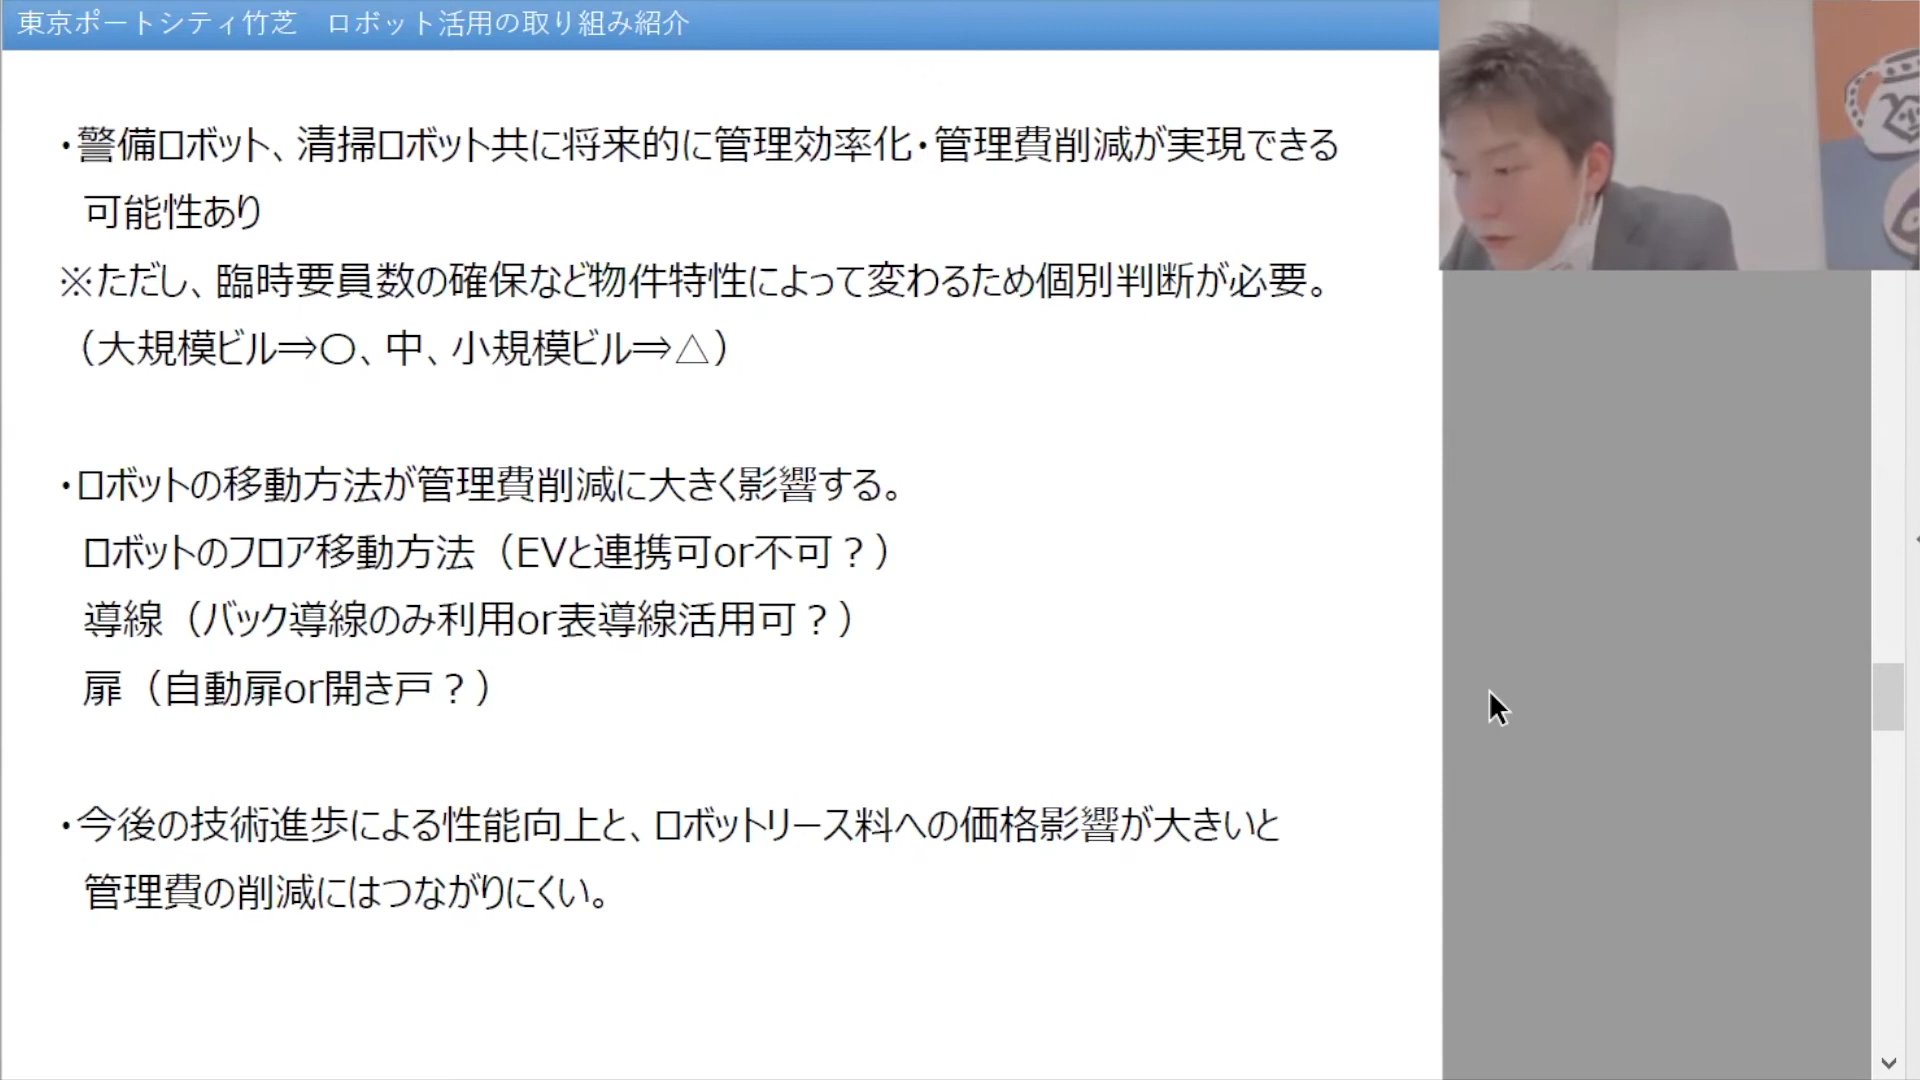 東京ポートシティ竹芝　ロボット活用の取り組み紹介
・警備ロボット、清掃ロボット共に将来的に管理効率化・管理費削減が実現できる
可能性あり
※ただし、臨時要員数の確保など物件特性によって変わるため個別判断が必要。
（大規模ビル⇒〇、中、小規模ビル⇒△）
・ロボットの移動方法が管理費削減に大きく影響する。
ロボットのフロア移動方法（EVと連携可or不可？）
導線（バック導線のみ利用or表導線活用可？）
扉（自動扉or開き戸？）
・今後の技術進歩による性能向上と、ロボットリース料への価格影響が大きいと
管理費の削減にはつながりにくい。